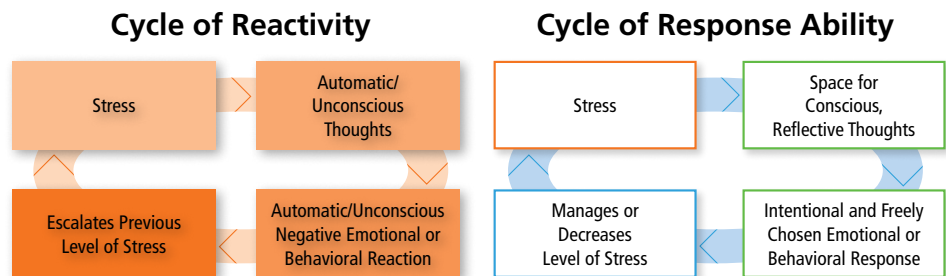 Cycle of Reactivity
Stress
Automatic/
Unconscious
Thoughts
Escalates Previous
Level of Stress
Automatic/Unconscious
Negative Emotional or
Behavioral Reaction
Cycle of Response Ability
Stress
Space for
Conscious,
Reflective Thoughts
Manages or
Decreases
Level of Stress
Intentional and Freely
Chosen Emotional or
Behavioral Response